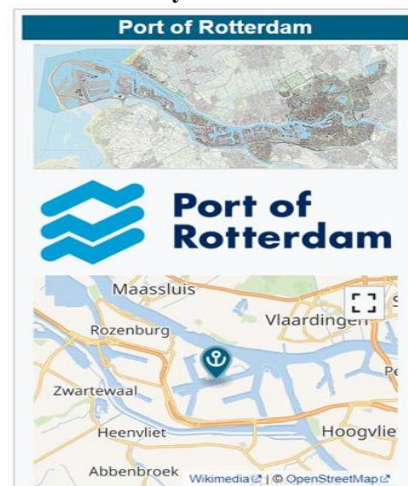 Port of Rotterdam
Port of
Rotterdam
Maassluis
Vlaardingen
Rozenburg
Zwartewaal
Heenvliet
Hoogvlie
Abbenbroek
Wikimedia | © OpenStreetMap